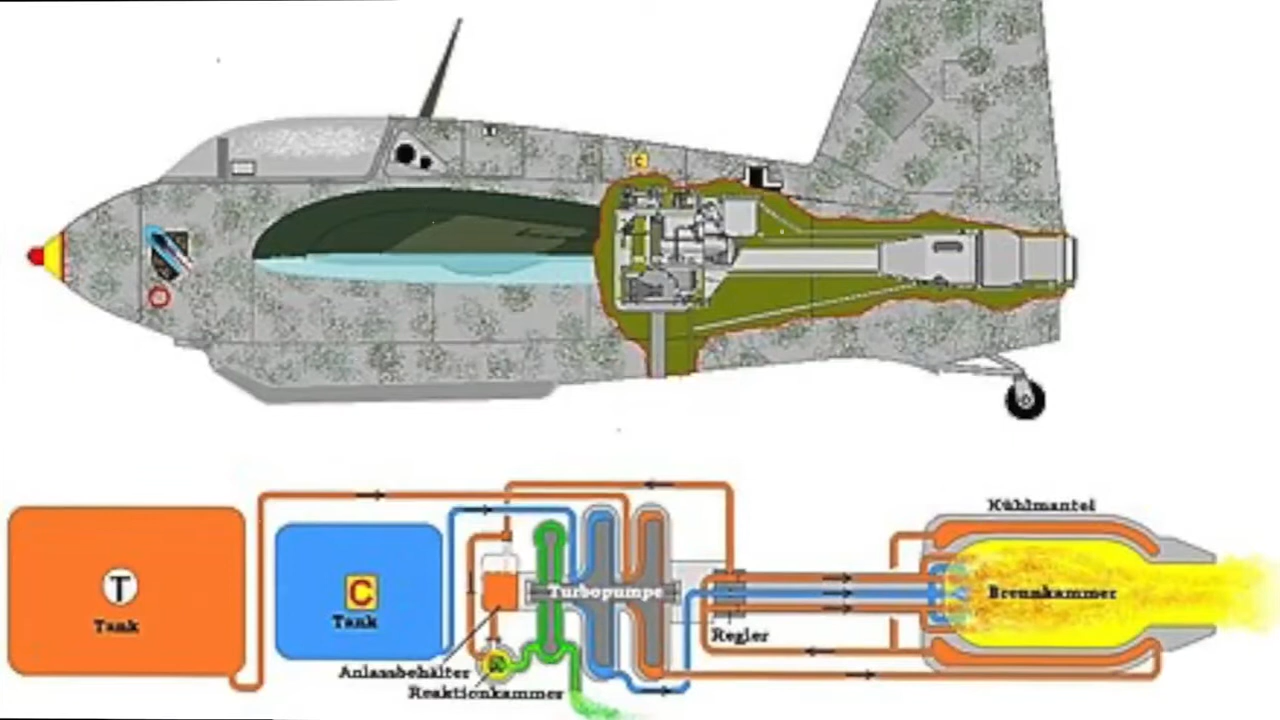 C
Kühlmantel
T
Tank
C
Tank
Turbopumpe
Brennkammer
Regler
Anlassbehälter
Reaktionkammer